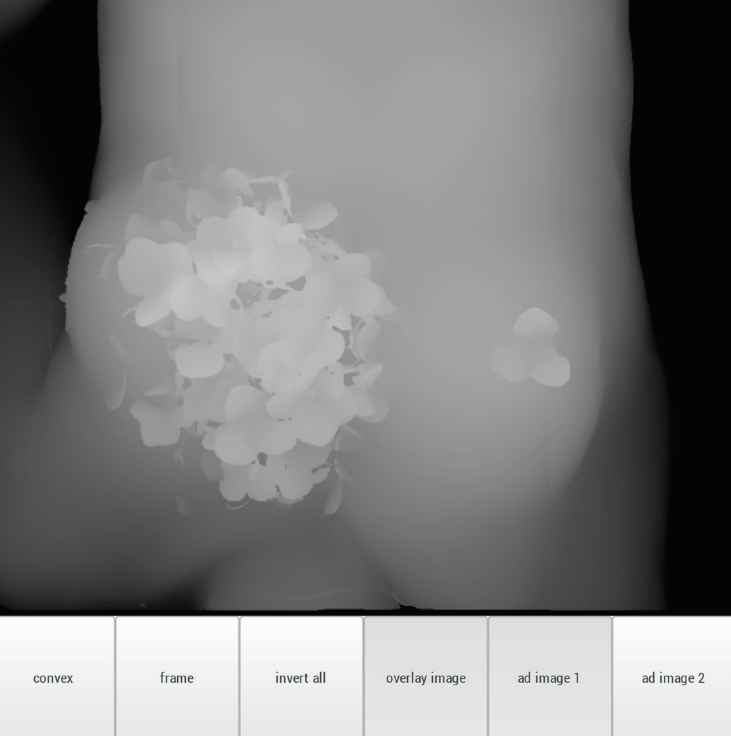 convex
frame
invert all
overlay image
ad image 1
ad image 2